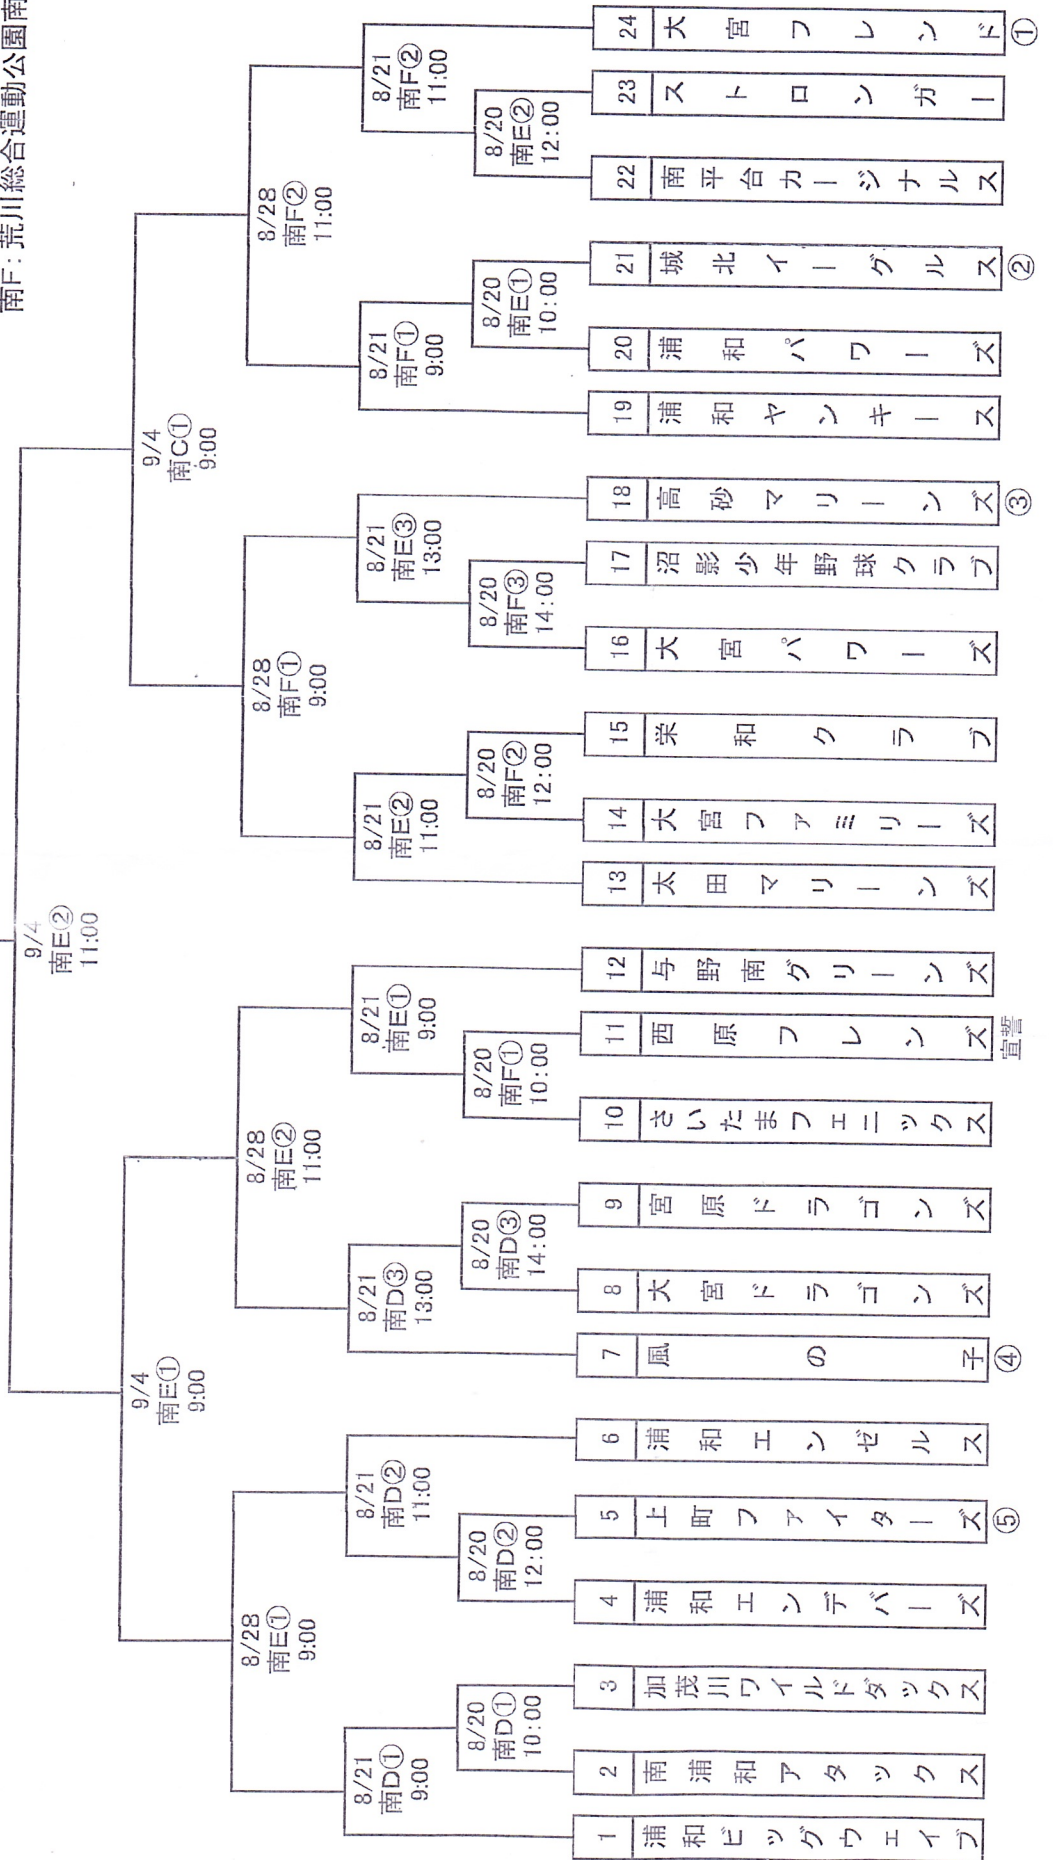 南F：荒川総合運動公園南
9/4
南E②
11:00
9/4
南E①
9:00
9/4
南C①
9:00
8/28
南E①
9:00
8/28
南E②
11:00
8/28
南F①
9:00
8/28
南F②
11:00
8/21
南D①
9:00
8/21
南D②
11:00
8/21
南D③
13:00
8/21
南E①
9:00
8/21
南E②
11:00
8/21
南E③
13:00
8/21
南F①
9:00
8/21
南F②
11:00
8/20
南D①
10:00
8/20
南D②
12:00
8/20
南D③
14:00
8/20
南F①
10:00
8/20
南F②
12:00
8/20
南F③
14:00
8/20
南E①
10:00
8/20
南E②
12:00
1 浦和ビッグウェイブ
2 南浦和アタックス
3 加茂川ワイルドダックス
4 浦和エンデバーズ
5 上町ファイターズ ⑤
6 浦和エンゼルス
7 風の子 ④
8 大宮ドラゴンズ
9 宮原ドラゴンズ
10 さいたまフェニックス
11 西原フレンズ 宣誓
12 与野南グリーンズ
13 太田マリーンズ
14 大宮ファミリーズ
15 栄和クラブ
16 大宮パワーズ
17 沼影少年野球クラブ
18 高砂マリーンズ ③
19 浦和ヤンキース
20 浦和パワーズ
21 城北イーグルス ②
22 南平台カージナルス
23 ストロンガー
24 大宮フレンド ①